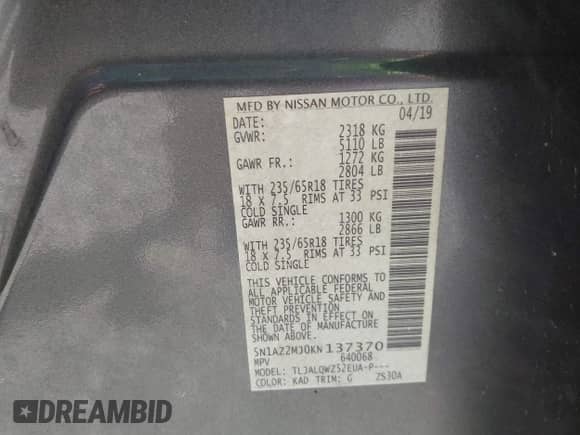 MFD BY NISSAN MOTOR CO., LTD.
DATE: 04/19
GVWR: 2318 KG
5110 LB
GAWR FR.: 1272 KG
2804 LB
WITH 235/65R18 TIRES
18 X 7.5 RIMS AT 33 PSI
COLD SINGLE
GAWR RR.: 1300 KG
2866 LB
WITH 235/65R18 TIRES
18 X 7.5 RIMS AT 33 PSI
COLD SINGLE
THIS VEHICLE CONFORMS TO
ALL APPLICABLE FEDERAL
MOTOR VEHICLE SAFETY AND
THEFT PREVENTION
STANDARDS IN EFFECT ON
THE DATE OF MANUFACTURE
SHOWN ABOVE.
5N1AZ2MJ0KN137370
MPV 640068
MODEL: TLJALQWZ52EUA-P---
COLOR: KAD TRIM: G ZS30A
DREAMBID
DREAMBID